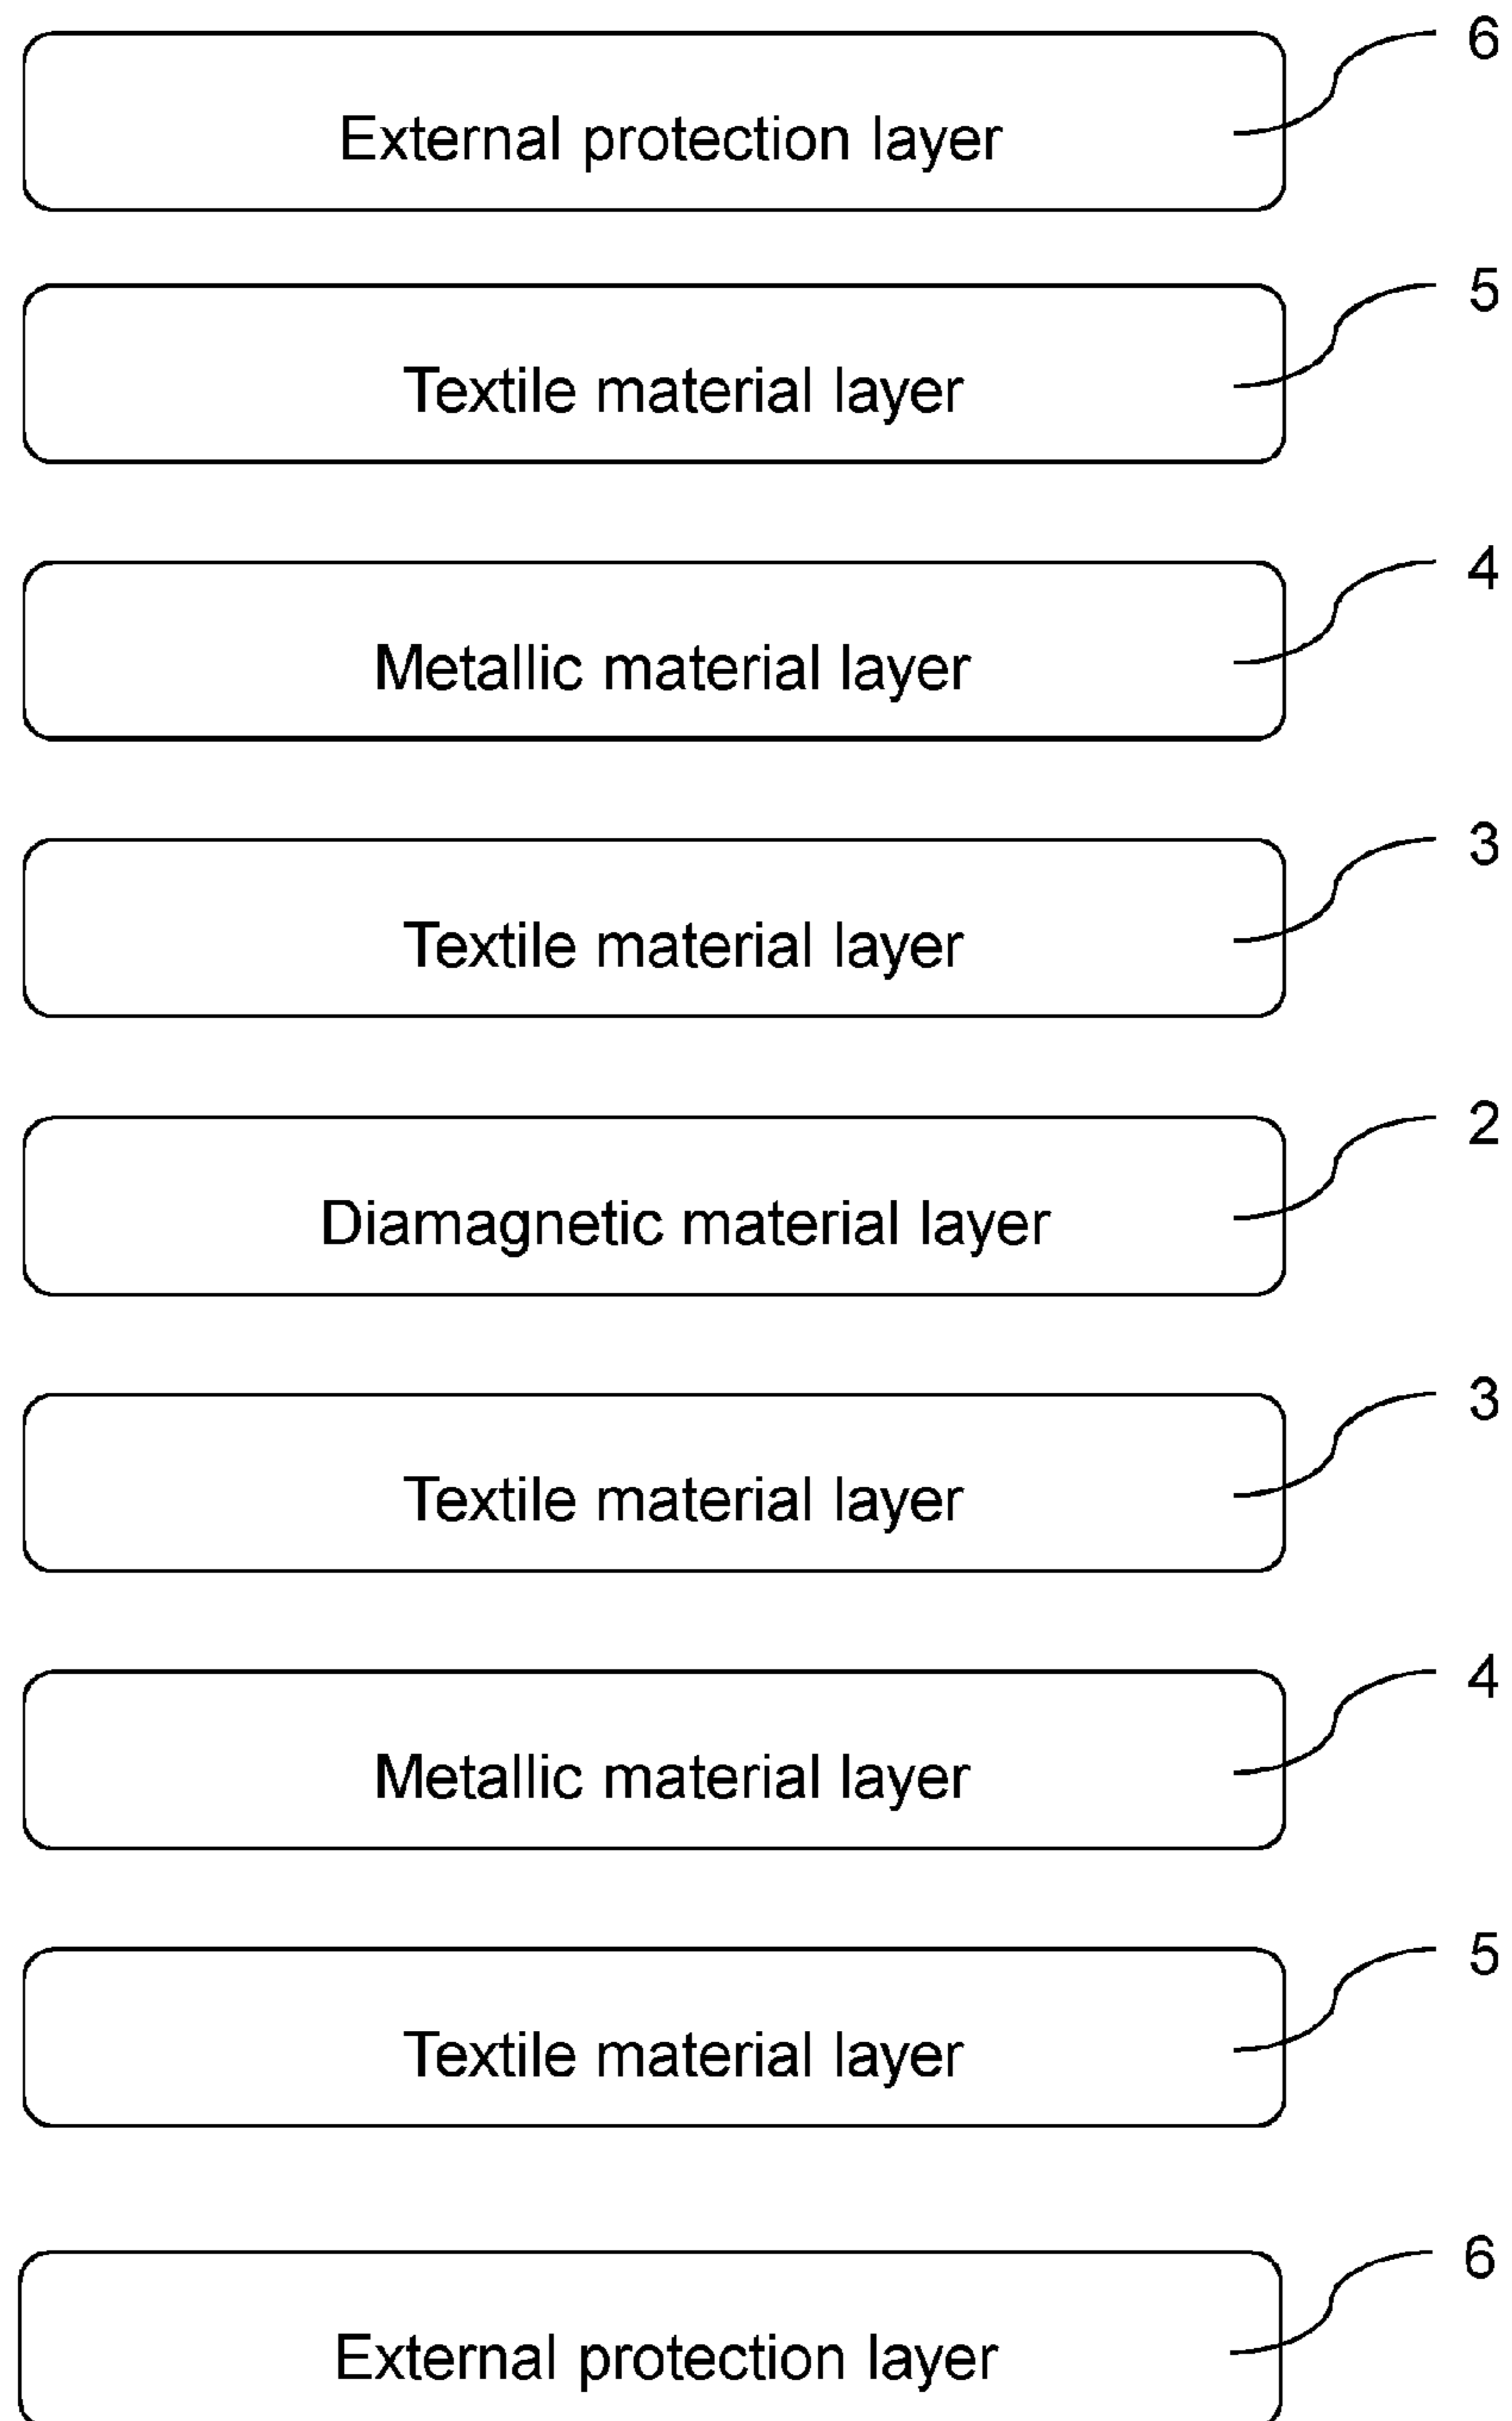 6
External protection layer
5
Textile material layer
4
Metallic material layer
3
Textile material layer
2
Diamagnetic material layer
3
Textile material layer
4
Metallic material layer
5
Textile material layer
6
External protection layer